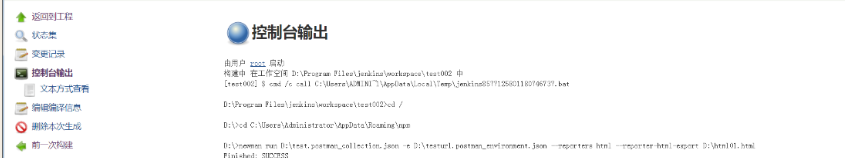 返回到工程
状态集
变更记录
控制台输出
文本方式查看
编辑编译信息
删除本次生成
前一次构建
控制台输出
由用户 root 启动
构建中 在工作空间 D:\Program Files\jenkins\workspace\test002 中
[test002] $ cmd /c call C:\Users\ADMINI~1\AppData\Local\Temp\jenkins8577125801180746737.bat
D:\Program Files\jenkins\workspace\test002>cd /
D:\>cd C:\Users\Administrator\AppData\Roaming\npm
D:\>newman run D:\test.postman_collection.json -e D:\testurl.postman_environment.json --reporters html --reporter-html-export D:\html01.html
Finished: SUCCESS